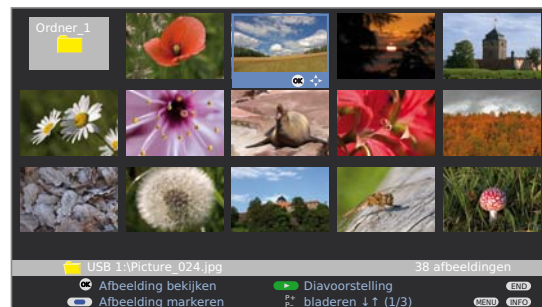 Ordner_1
OK
USB 1:\Picture_024.jpg 38 afbeeldingen
OK Afbeelding bekijken Diavoorstelling END
Afbeelding markeren P+ P- bladeren ↓↑ (1/3) MENU INFO